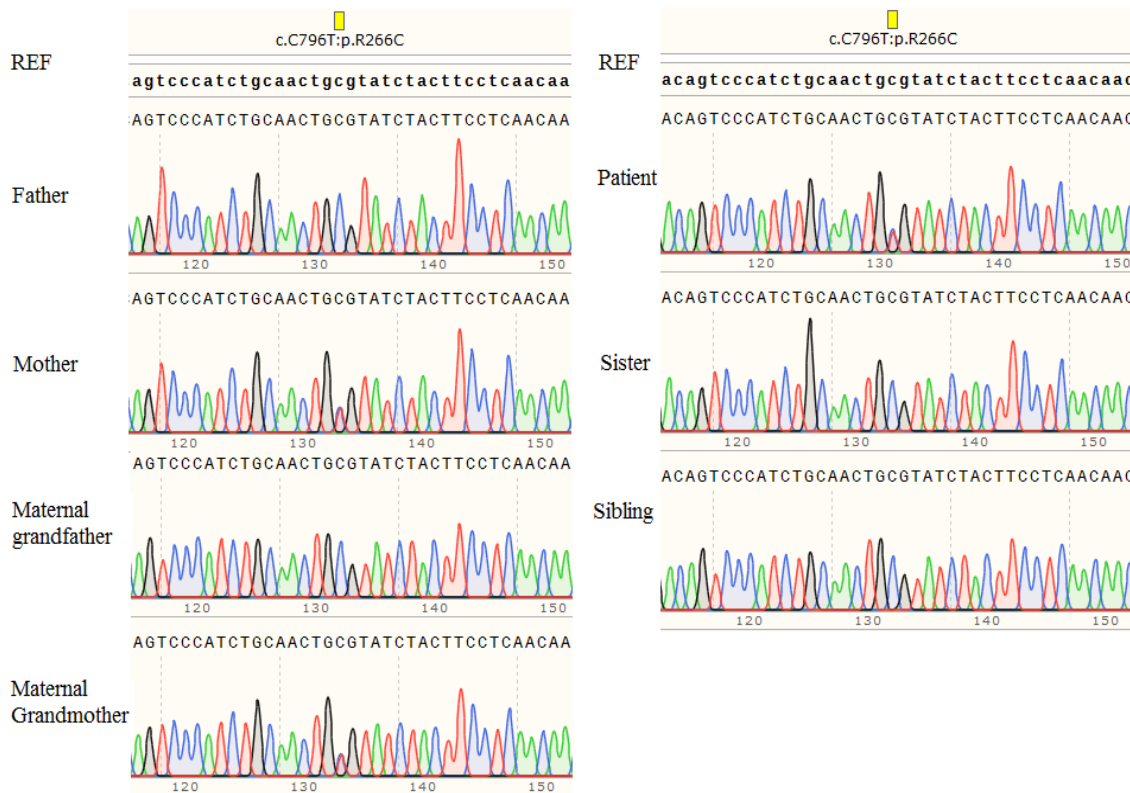 c.C796T:p.R266C
REF
agtcccatctgcaactgcgtatctacttcctcaacaa
AGTCCCATCTGCAACTGCGTATCTACTTCCTCAACAA
Father
120 130 140 150
AGTCCCATCTGCAACTGCGTATCTACTTCCTCAACAA
Mother
120 130 140 150
AGTCCCATCTGCAACTGCGTATCTACTTCCTCAACAA
Maternal
grandfather
120 130 140 150
AGTCCCATCTGCAACTGCGTATCTACTTCCTCAACAA
Maternal
Grandmother
120 130 140 150
c.C796T:p.R266C
REF
acagtcccatctgcaactgcgtatctacttcctcaacaac
ACAGTCCCATCTGCAACTGCGTATCTACTTCCTCAACAAC
Patient
120 130 140 150
ACAGTCCCATCTGCAACTGCGTATCTACTTCCTCAACAAC
Sister
120 130 140 150
ACAGTCCCATCTGCAACTGCGTATCTACTTCCTCAACAAC
Sibling
120 130 140 150